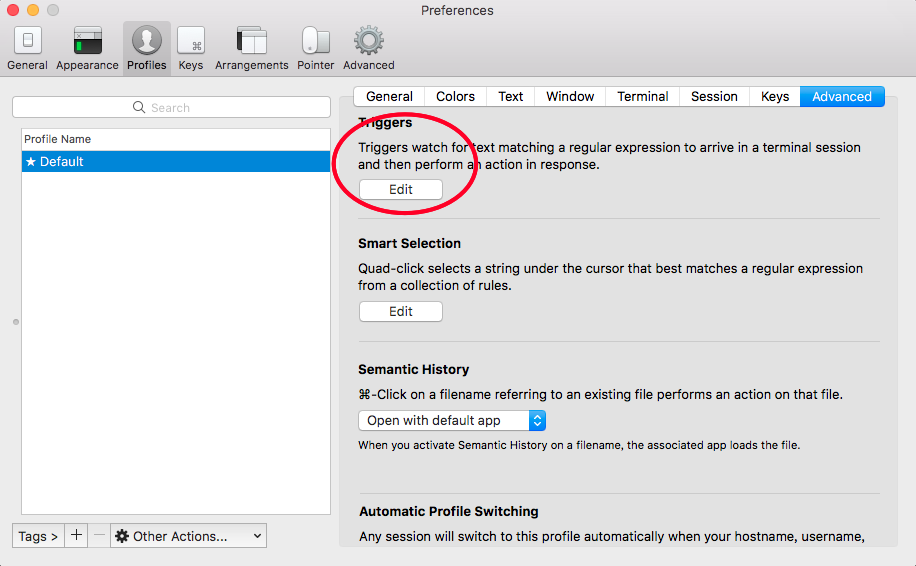 Preferences
General Appearance Profiles Keys Arrangements Pointer Advanced
Search
General Colors Text Window Terminal Session Keys Advanced
Profile Name
★ Default
Triggers
Triggers watch for text matching a regular expression to arrive in a terminal session
and then perform an action in response.
Edit
Smart Selection
Quad-click selects a string under the cursor that best matches a regular expression
from a collection of rules.
Edit
Semantic History
⌘-Click on a filename referring to an existing file performs an action on that file.
Open with default app
When you activate Semantic History on a filename, the associated app loads the file.
Automatic Profile Switching
Any session will switch to this profile automatically when your hostname, username,
Tags > + − Other Actions...